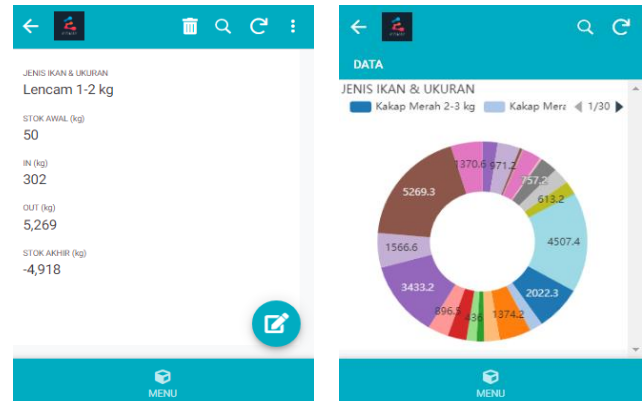 JENIS IKAN & UKURAN
Lencam 1-2 kg
STOK AWAL (kg)
50
IN (kg)
302
OUT (kg)
5,269
STOK AKHIR (kg)
-4,918
MENU
DATA
JENIS IKAN & UKURAN
Kakap Merah 2-3 kg
Kakap Mera
1/30
1370.6
971.2
757.2
613.2
4507.4
2022.3
1374.2
436
896.5
3433.2
1566.6
5269.3
MENU